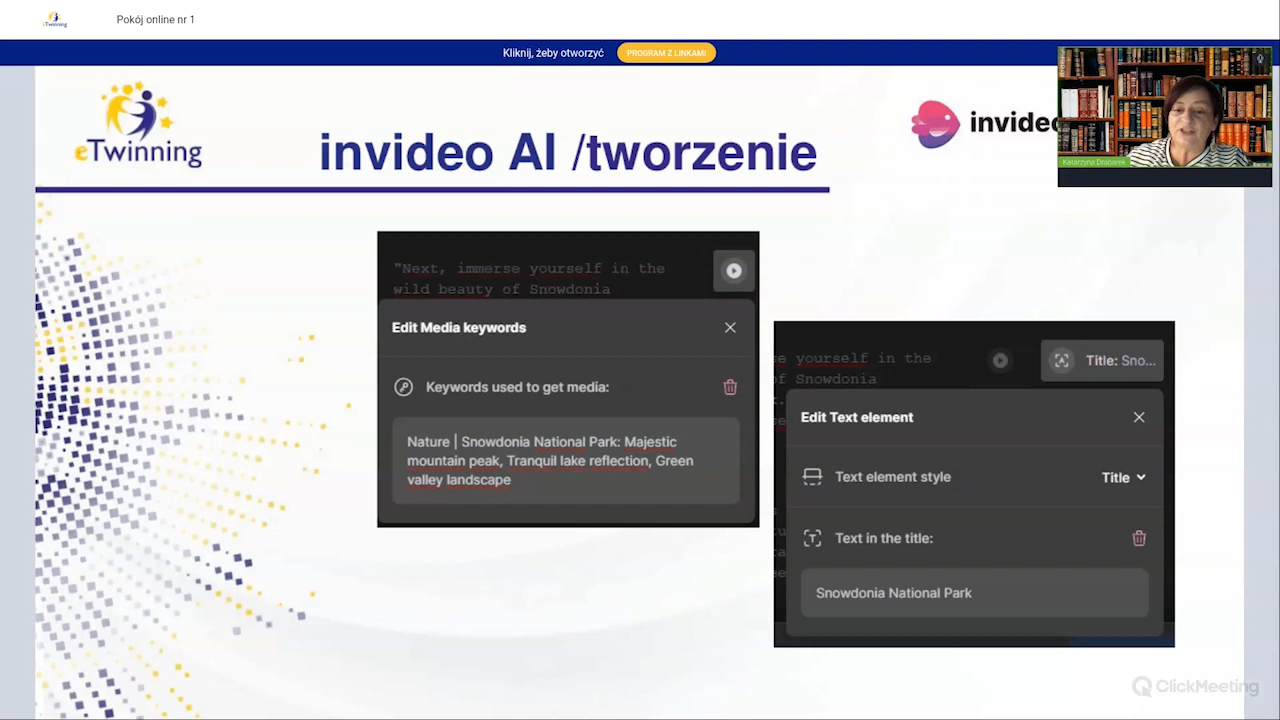 eTwinning
Pokój online nr 1
Kliknij, żeby otworzyć
PROGRAM Z LINKAMI
eTwinning
invideo AI /tworzenie
invideo
Katarzyna Drabarek
"Next, immerse yourself in the
wild beauty of Snowdonia
Edit Media keywords
Keywords used to get media:
Nature | Snowdonia National Park: Majestic
mountain peak, Tranquil lake reflection, Green
valley landscape
se yourself in the
of Snowdonia
Title: Sno...
Edit Text element
Text element style
Title
Text in the title:
Snowdonia National Park
ClickMeeting